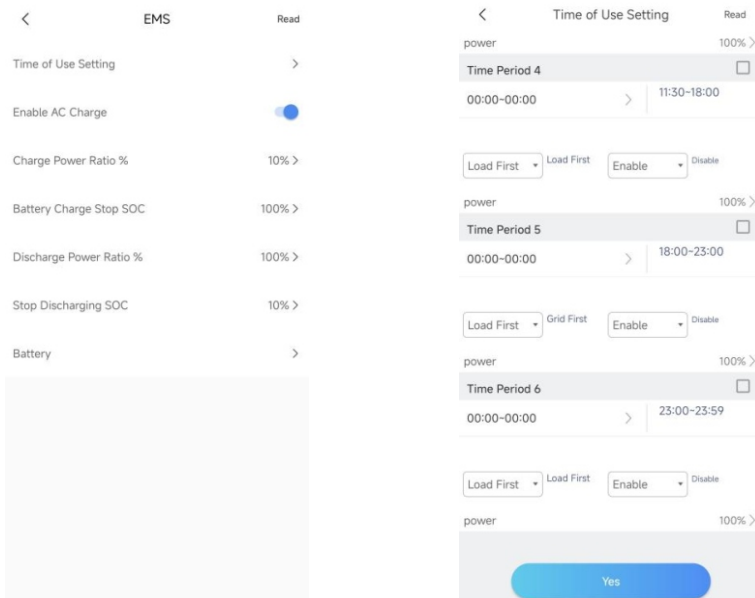 EMS
Read
Time of Use Setting
Enable AC Charge
Charge Power Ratio % 10%
Battery Charge Stop SOC 100%
Discharge Power Ratio % 100%
Stop Discharging SOC 10%
Battery
Time of Use Setting
Read
power 100%
Time Period 4
00:00~00:00 11:30~18:00
Load First Load First Enable Disable
power 100%
Time Period 5
00:00~00:00 18:00~23:00
Load First Grid First Enable Disable
power 100%
Time Period 6
00:00~00:00 23:00~23:59
Load First Load First Enable Disable
power 100%
Yes